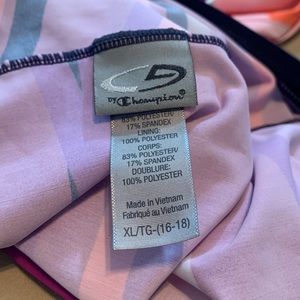 by Champion
83% POLYESTER/
17% SPANDEX
LINING:
100% POLYESTER
CORPS:
83% POLYESTER/
17% SPANDEX
DOUBLURE:
100% POLYESTER
Made in Vietnam
Fabriqué au Vietnam
XL/TG-(16-18)